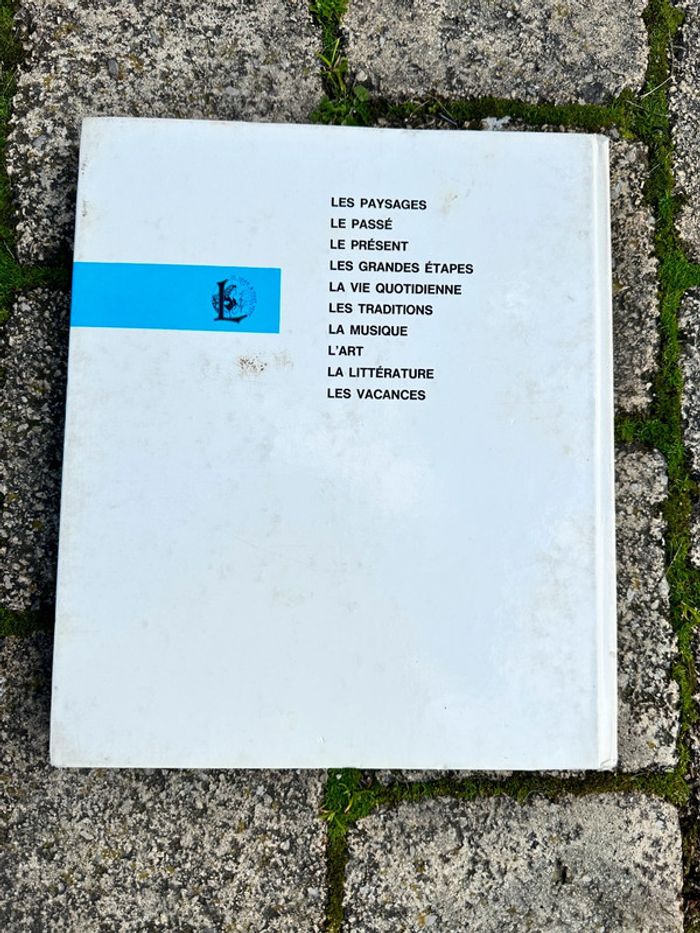 LES PAYSAGES
LE PASSÉ
LE PRÉSENT
LES GRANDES ÉTAPES
LA VIE QUOTIDIENNE
LES TRADITIONS
LA MUSIQUE
L'ART
LA LITTÉRATURE
LES VACANCES
L